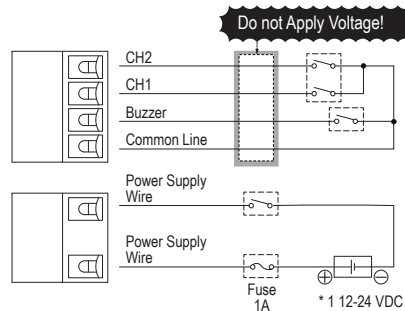 Do not Apply Voltage!
CH2
CH1
Buzzer
Common Line
Power Supply
Wire
Power Supply
Wire
Fuse
1A
* 1 12-24 VDC